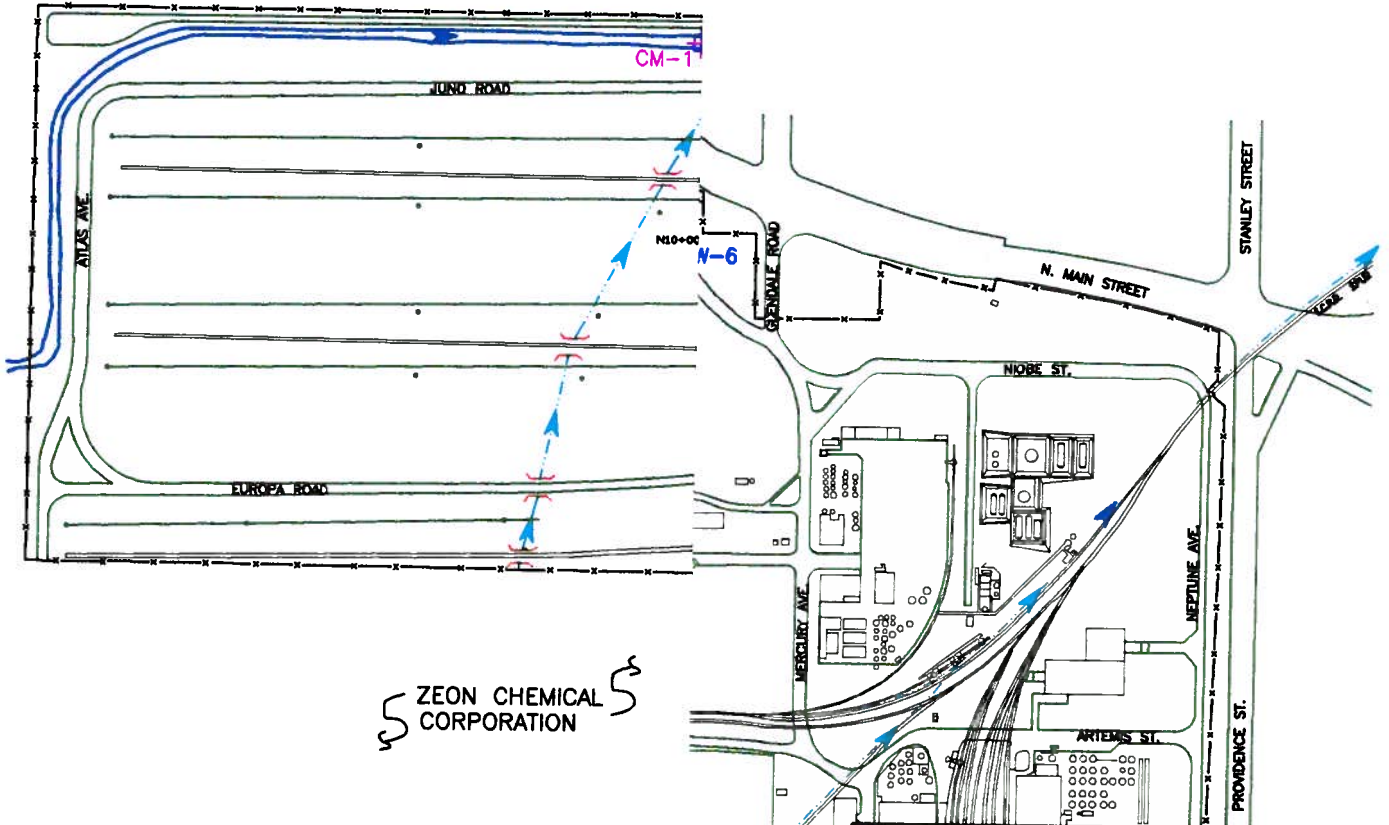 CM-1
JUNO ROAD
STANLEY STREET
ATLAS AVE.
N10+00
W-6
GLENDALE ROAD
N. MAIN STREET
NIOBE ST.
EUROPA ROAD
NEPTUNE AVE.
MERCURY AVE.
ZEON CHEMICAL
CORPORATION
ARTEMIS ST.
PROVIDENCE ST.